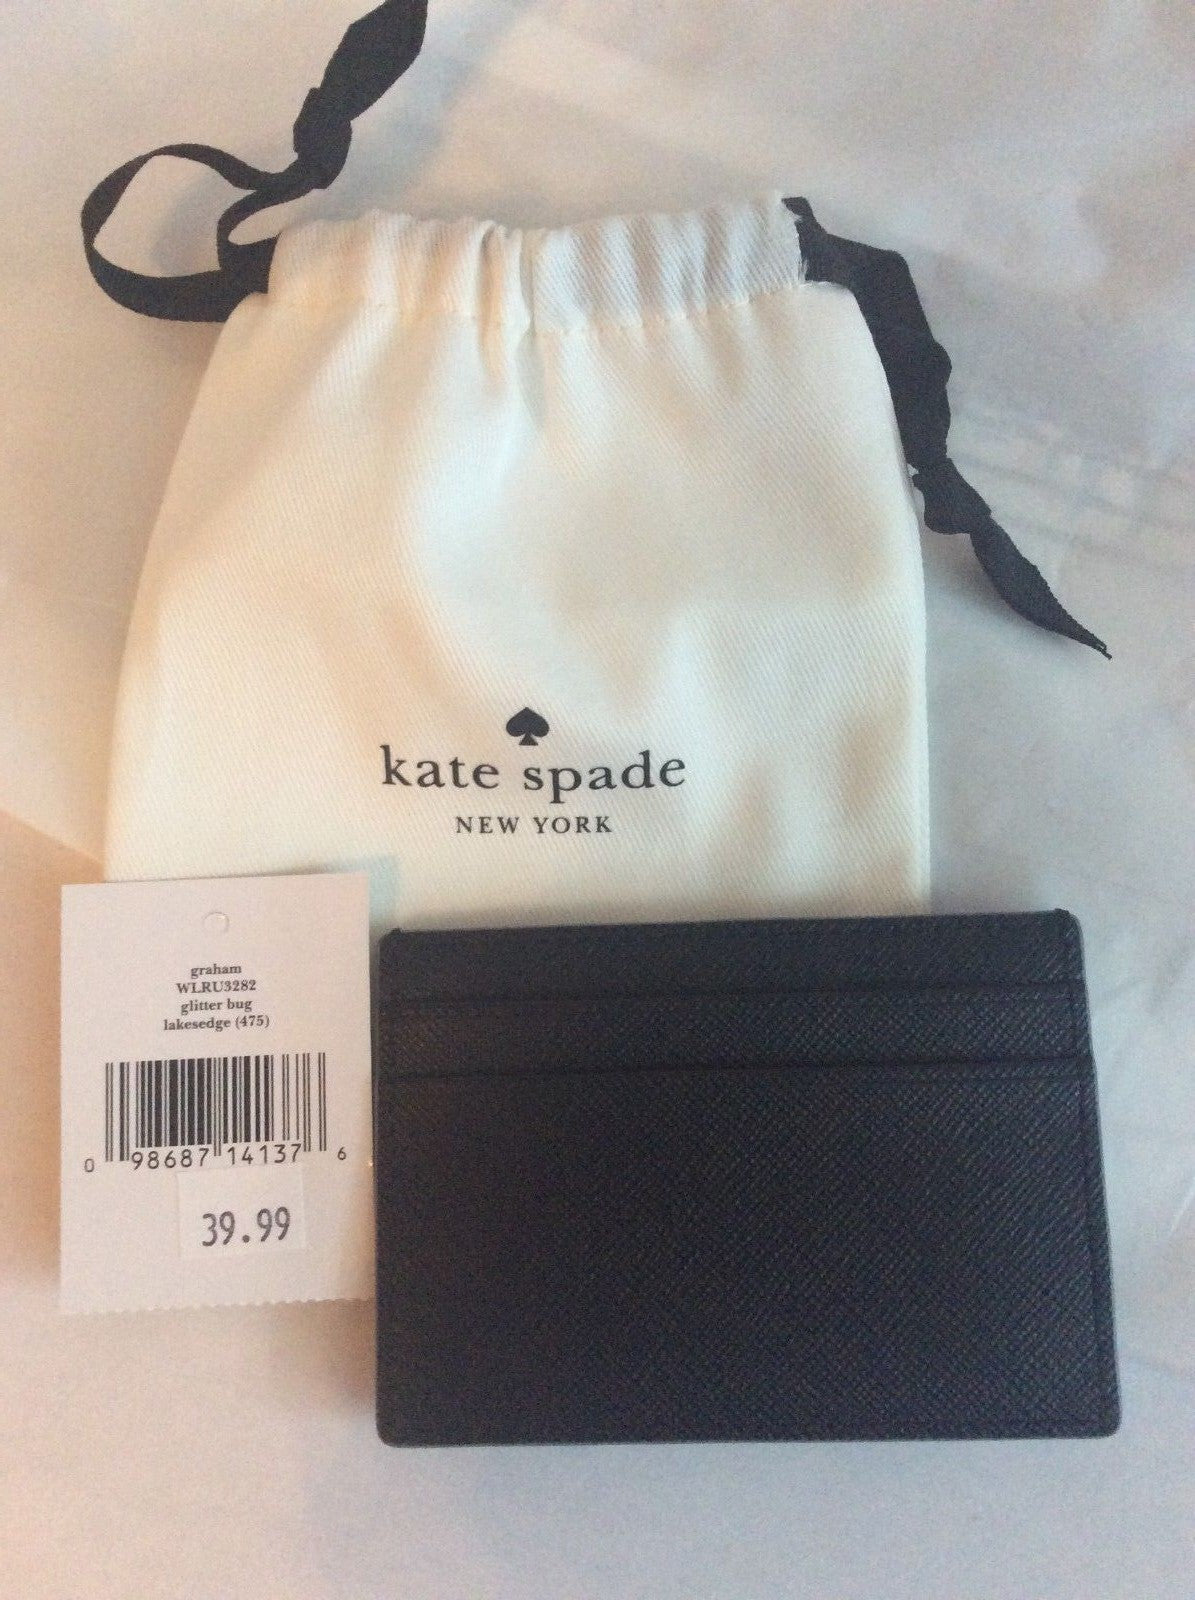 kate spade
NEW YORK
graham
WLRU3282
glitter bug
lakesedge (475)
0 98687 14137 6
39.99